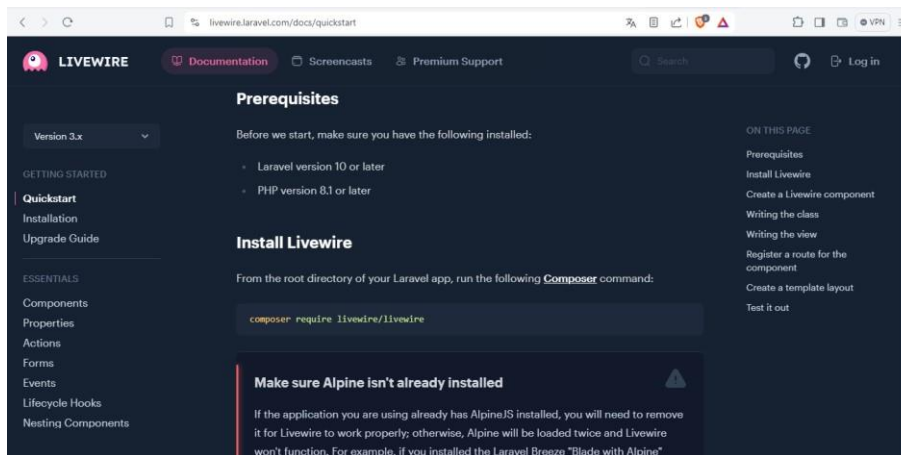 livewire.laravel.com/docs/quickstart
VPN
LIVEWIRE
Documentation
Screencasts
Premium Support
Search
Log in
Version 3.x
GETTING STARTED
Quickstart
Installation
Upgrade Guide
ESSENTIALS
Components
Properties
Actions
Forms
Events
Lifecycle Hooks
Nesting Components
Prerequisites
Before we start, make sure you have the following installed:
Laravel version 10 or later
PHP version 8.1 or later
Install Livewire
From the root directory of your Laravel app, run the following Composer command:
composer require livewire/livewire
Make sure Alpine isn't already installed
If the application you are using already has AlpineJS installed, you will need to remove
it for Livewire to work properly; otherwise, Alpine will be loaded twice and Livewire
won't function. For example, if you installed the Laravel Breeze "Blade with Alpine"
ON THIS PAGE
Prerequisites
Install Livewire
Create a Livewire component
Writing the class
Writing the view
Register a route for the
component
Create a template layout
Test it out